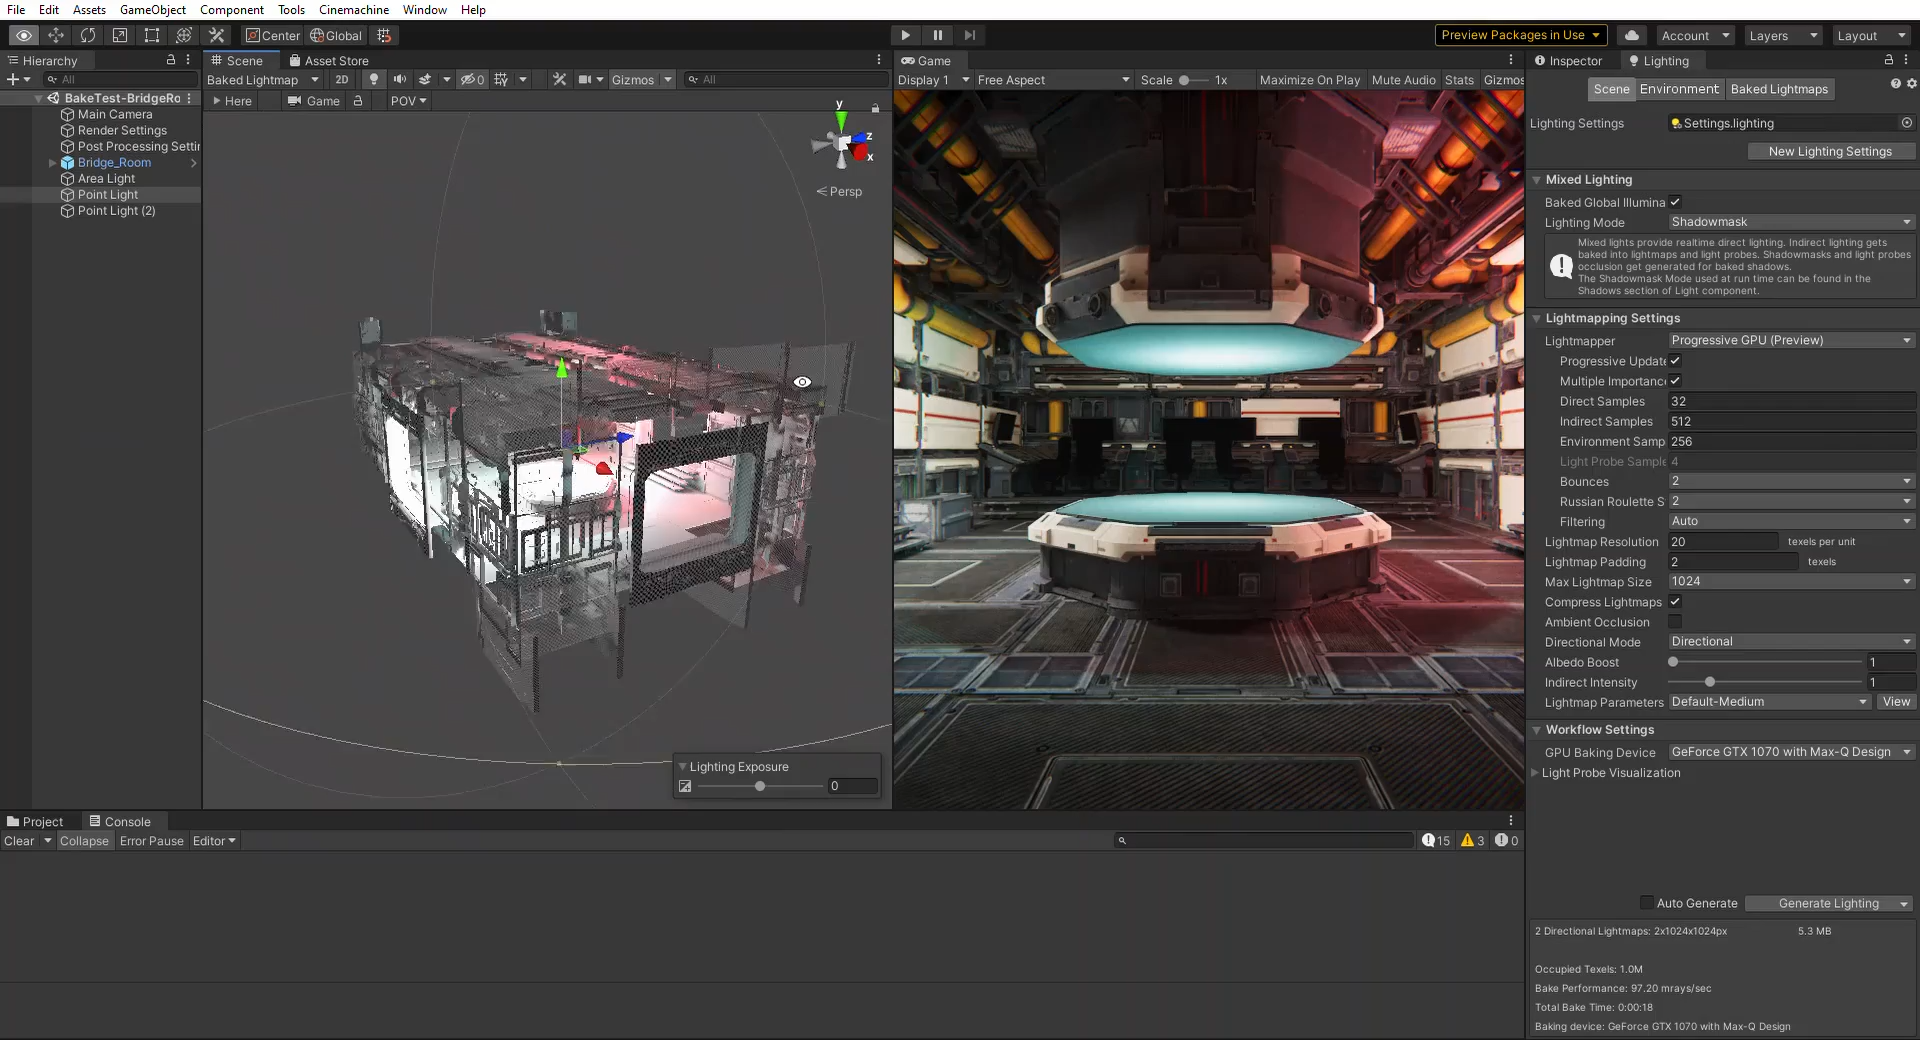 File Edit Assets GameObject Component Tools Cinemachine Window Help
Center Global
Preview Packages in Use
Account
Layers
Layout
Hierarchy
All
BakeTest-BridgeRo
Main Camera
Render Settings
Post Processing Settin
Bridge_Room
Area Light
Point Light
Point Light (2)
Scene Asset Store
Baked Lightmap 2D 0 Gizmos All
Here Game POV
y
z
x
Persp
Lighting Exposure
0
Game
Display 1 Free Aspect Scale 1x Maximize On Play Mute Audio Stats Gizmos
Inspector Lighting
Scene Environment Baked Lightmaps
Lighting Settings Settings.lighting
New Lighting Settings
Mixed Lighting
Baked Global Illumina
Lighting Mode Shadowmask
Mixed lights provide realtime direct lighting. Indirect lighting gets
baked into lightmaps and light probes. Shadowmasks and light probes
occlusion get generated for baked shadows.
The Shadowmask Mode used at run time can be found in the
Shadows section of Light component.
Lightmapping Settings
Lightmapper Progressive GPU (Preview)
Progressive Update
Multiple Importance
Direct Samples 32
Indirect Samples 512
Environment Samp 256
Light Probe Sample 4
Bounces 2
Russian Roulette S 2
Filtering Auto
Lightmap Resolution 20 texels per unit
Lightmap Padding 2 texels
Max Lightmap Size 1024
Compress Lightmaps
Ambient Occlusion
Directional Mode Directional
Albedo Boost 1
Indirect Intensity 1
Lightmap Parameters Default-Medium View
Workflow Settings
GPU Baking Device GeForce GTX 1070 with Max-Q Design
Light Probe Visualization
Auto Generate Generate Lighting
2 Directional Lightmaps: 2x1024x1024px 5.3 MB
Occupied Texels: 1.0M
Bake Performance: 97.20 mrays/sec
Total Bake Time: 0:00:18
Baking device: GeForce GTX 1070 with Max-Q Design
Project Console
Clear Collapse Error Pause Editor 15 3 0